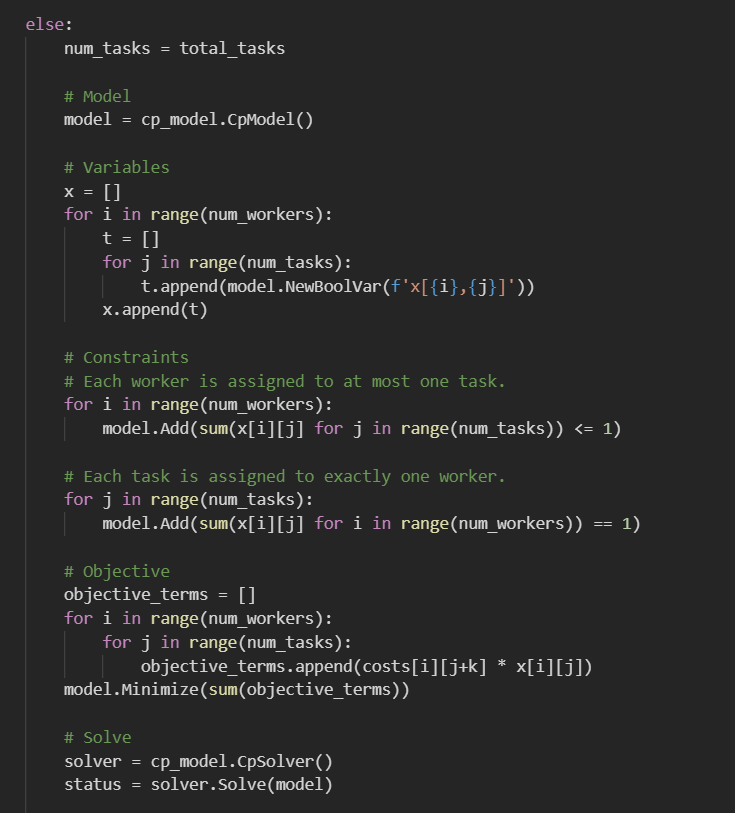 else:
    num_tasks = total_tasks

    # Model
    model = cp_model.CpModel()

    # Variables
    x = []
    for i in range(num_workers):
        t = []
        for j in range(num_tasks):
            t.append(model.NewBoolVar(f'x[{i},{j}]'))
        x.append(t)

    # Constraints
    # Each worker is assigned to at most one task.
    for i in range(num_workers):
        model.Add(sum(x[i][j] for j in range(num_tasks)) <= 1)

    # Each task is assigned to exactly one worker.
    for j in range(num_tasks):
        model.Add(sum(x[i][j] for i in range(num_workers)) == 1)

    # Objective
    objective_terms = []
    for i in range(num_workers):
        for j in range(num_tasks):
            objective_terms.append(costs[i][j+k] * x[i][j])
    model.Minimize(sum(objective_terms))

    # Solve
    solver = cp_model.CpSolver()
    status = solver.Solve(model)